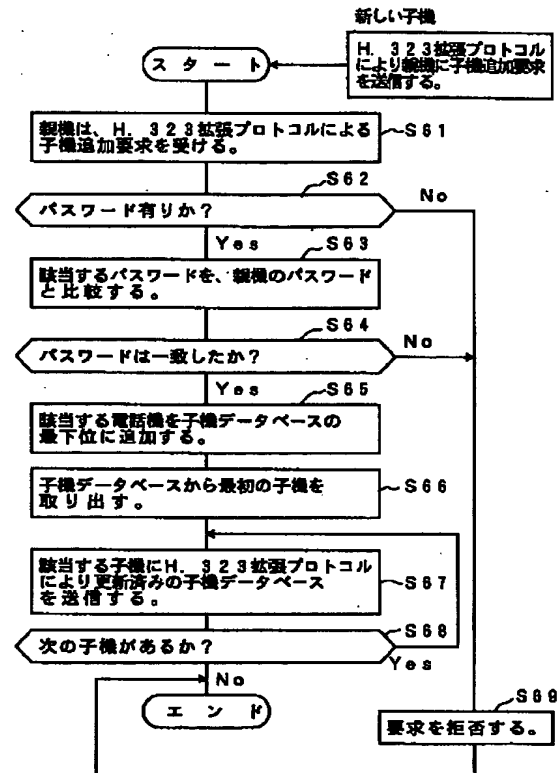 新しい子機
H. 323拡張プロトコル
により親機に子機追加要求
を送信する。
スタート
親機は、H. 323拡張プロトコルによる
子機追加要求を受ける。
S61
S62
パスワード有りか?
No
Yes
S63
該当するパスワードを、親機のパスワード
と比較する。
S64
パスワードは一致したか?
No
Yes
S65
該当する電話機を子機データベースの
最下位に追加する。
子機データベースから最初の子機を
取り出す。
S66
該当する子機にH. 323拡張プロトコル
により更新済みの子機データベース
を送信する。
S67
S68
次の子機があるか?
Yes
No
エンド
S69
要求を拒否する。